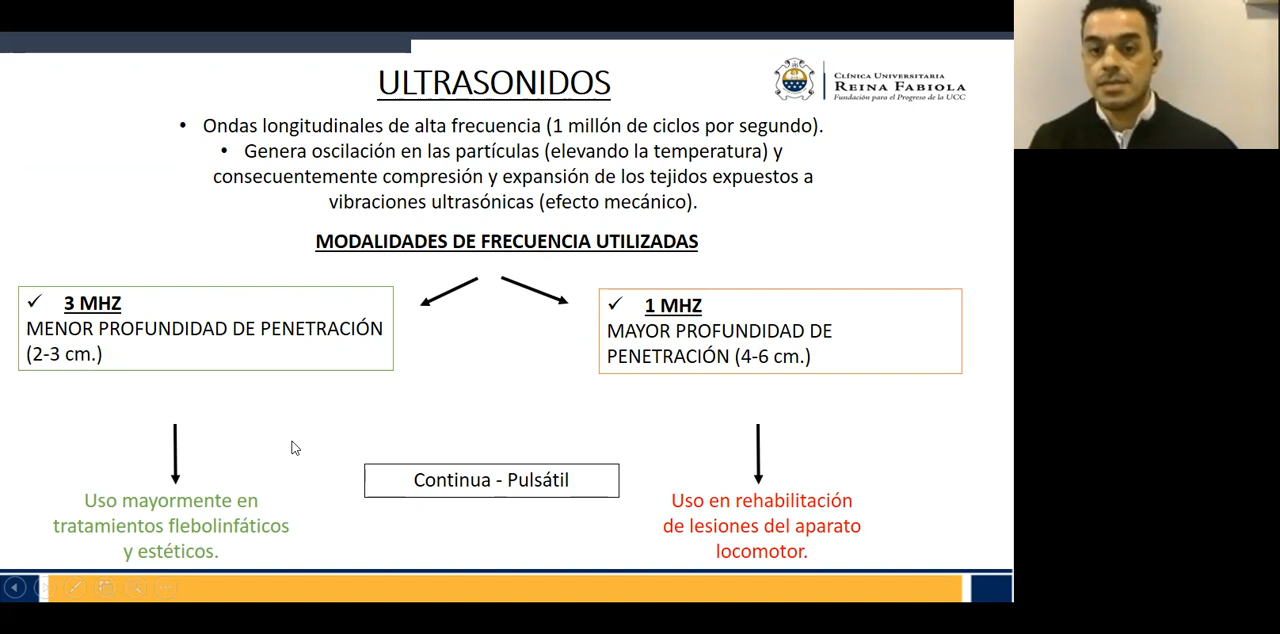 ULTRASONIDOS
CLÍNICA UNIVERSITARIA
REINA FABIOLA
Fundación para el Progreso de la UCC
• Ondas longitudinales de alta frecuencia (1 millón de ciclos por segundo).
• Genera oscilación en las partículas (elevando la temperatura) y
consecuentemente compresión y expansión de los tejidos expuestos a
vibraciones ultrasónicas (efecto mecánico).
MODALIDADES DE FRECUENCIA UTILIZADAS
✓ 3 MHZ
MENOR PROFUNDIDAD DE PENETRACIÓN
(2-3 cm.)
✓ 1 MHZ
MAYOR PROFUNDIDAD DE
PENETRACIÓN (4-6 cm.)
Continua - Pulsátil
Uso mayormente en
tratamientos flebolinfáticos
y estéticos.
Uso en rehabilitación
de lesiones del aparato
locomotor.